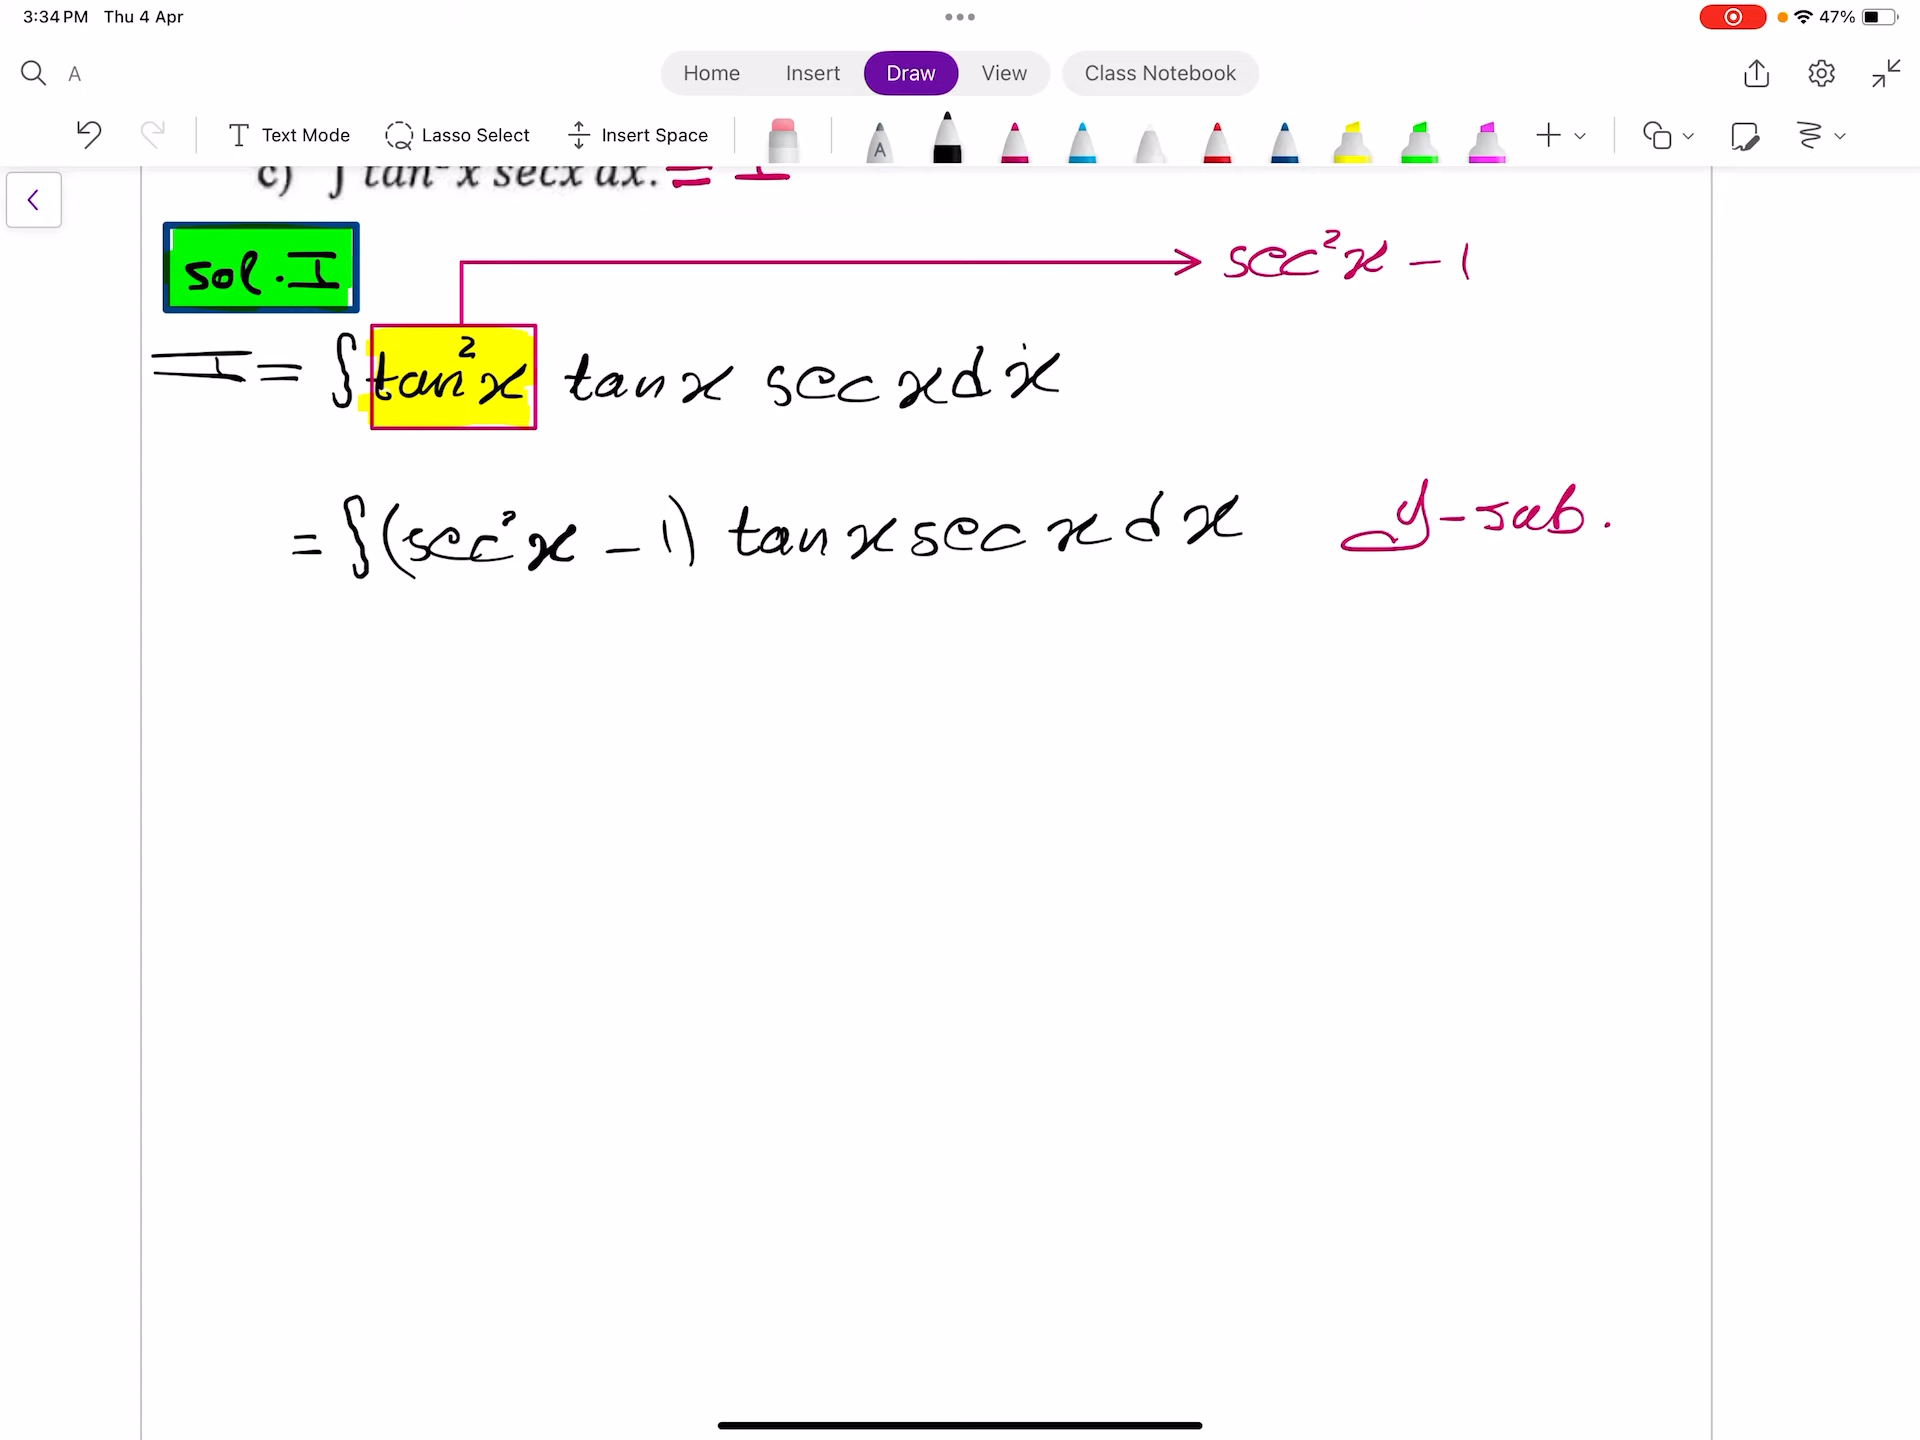 3:34 PM Thu 4 Apr
47%
A
Home Insert Draw View Class Notebook
Text Mode Lasso Select Insert Space
A
c) ∫ tan x secx dx. = I
sol. I
sec²x - 1
I = ∫ tan²x tan x sec x dx
= ∫(sec²x - 1) tan x sec x dx y-sub.